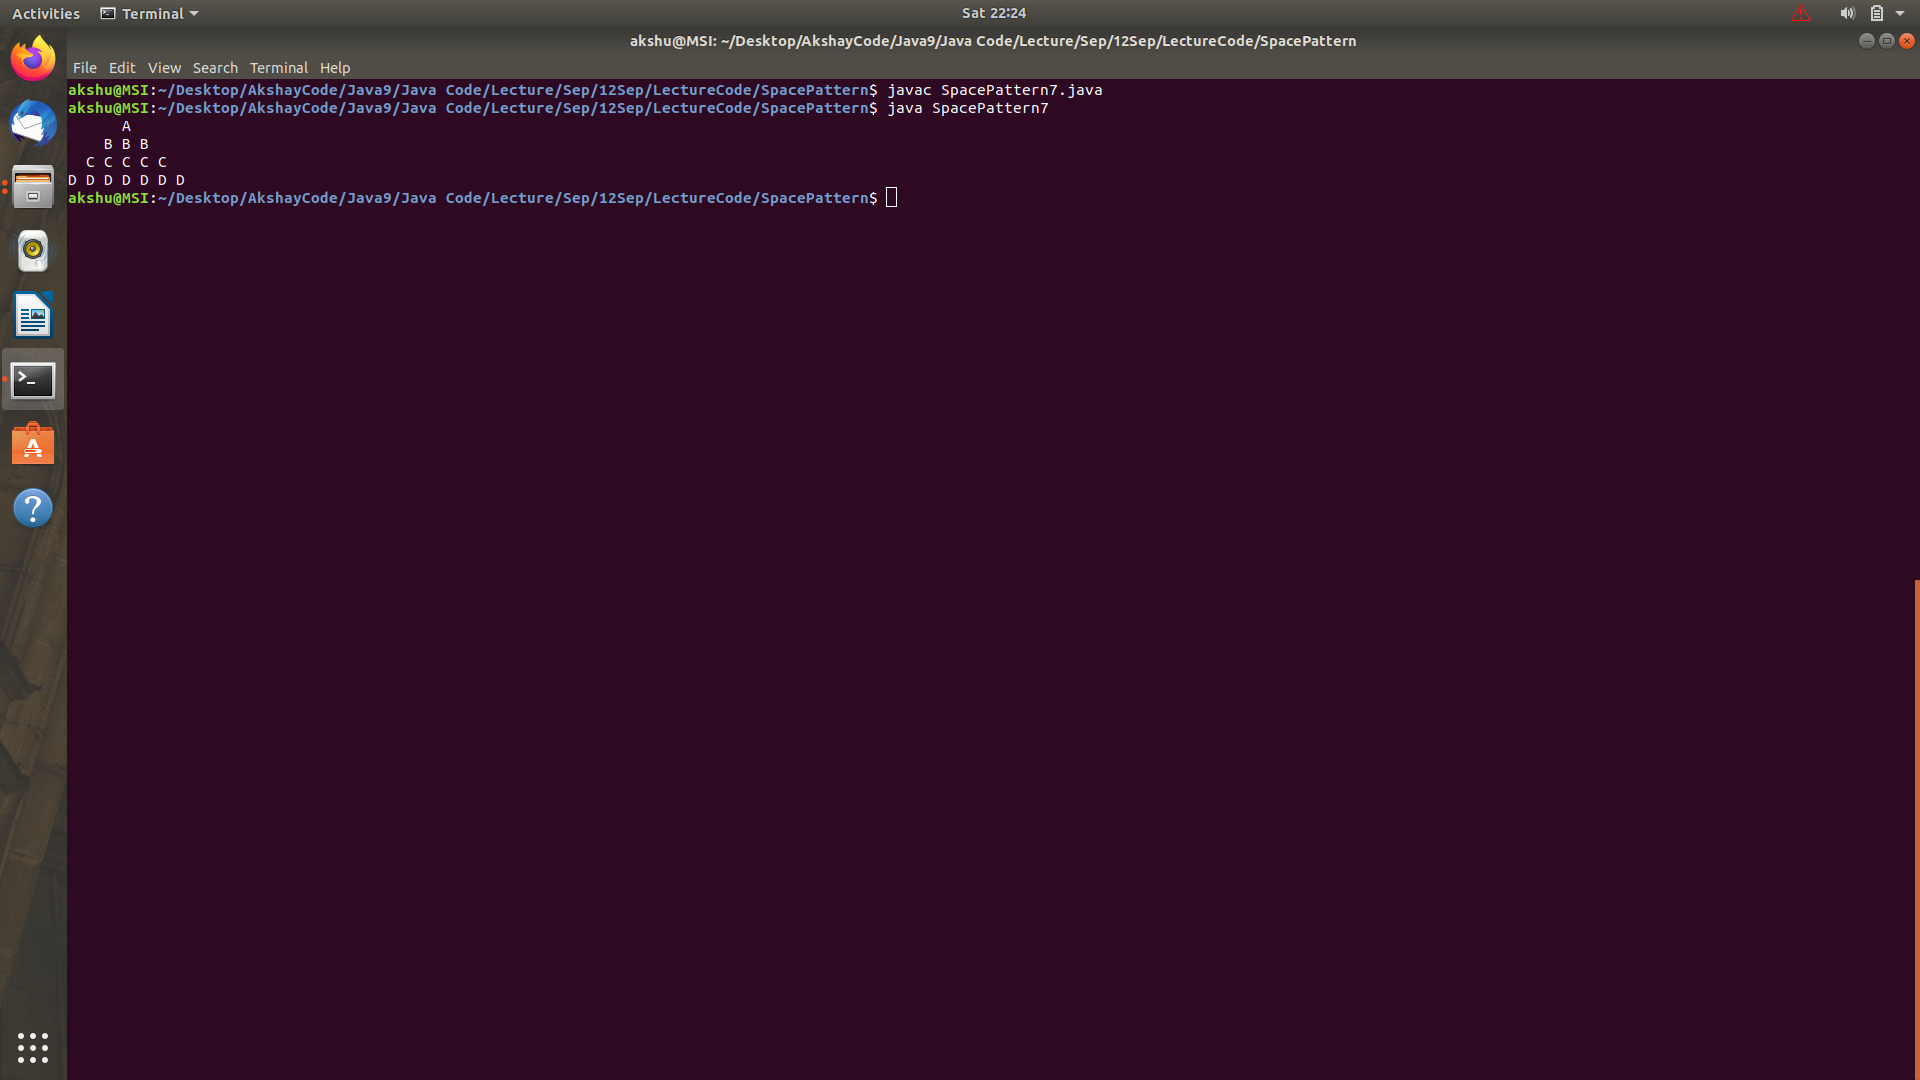 Activities Terminal Sat 22:24
akshu@MSI: ~/Desktop/AkshayCode/Java9/Java Code/Lecture/Sep/12Sep/LectureCode/SpacePattern
File Edit View Search Terminal Help
akshu@MSI:~/Desktop/AkshayCode/Java9/Java Code/Lecture/Sep/12Sep/LectureCode/SpacePattern$ javac SpacePattern7.java
akshu@MSI:~/Desktop/AkshayCode/Java9/Java Code/Lecture/Sep/12Sep/LectureCode/SpacePattern$ java SpacePattern7
      A
    B B B
  C C C C C
D D D D D D D
akshu@MSI:~/Desktop/AkshayCode/Java9/Java Code/Lecture/Sep/12Sep/LectureCode/SpacePattern$